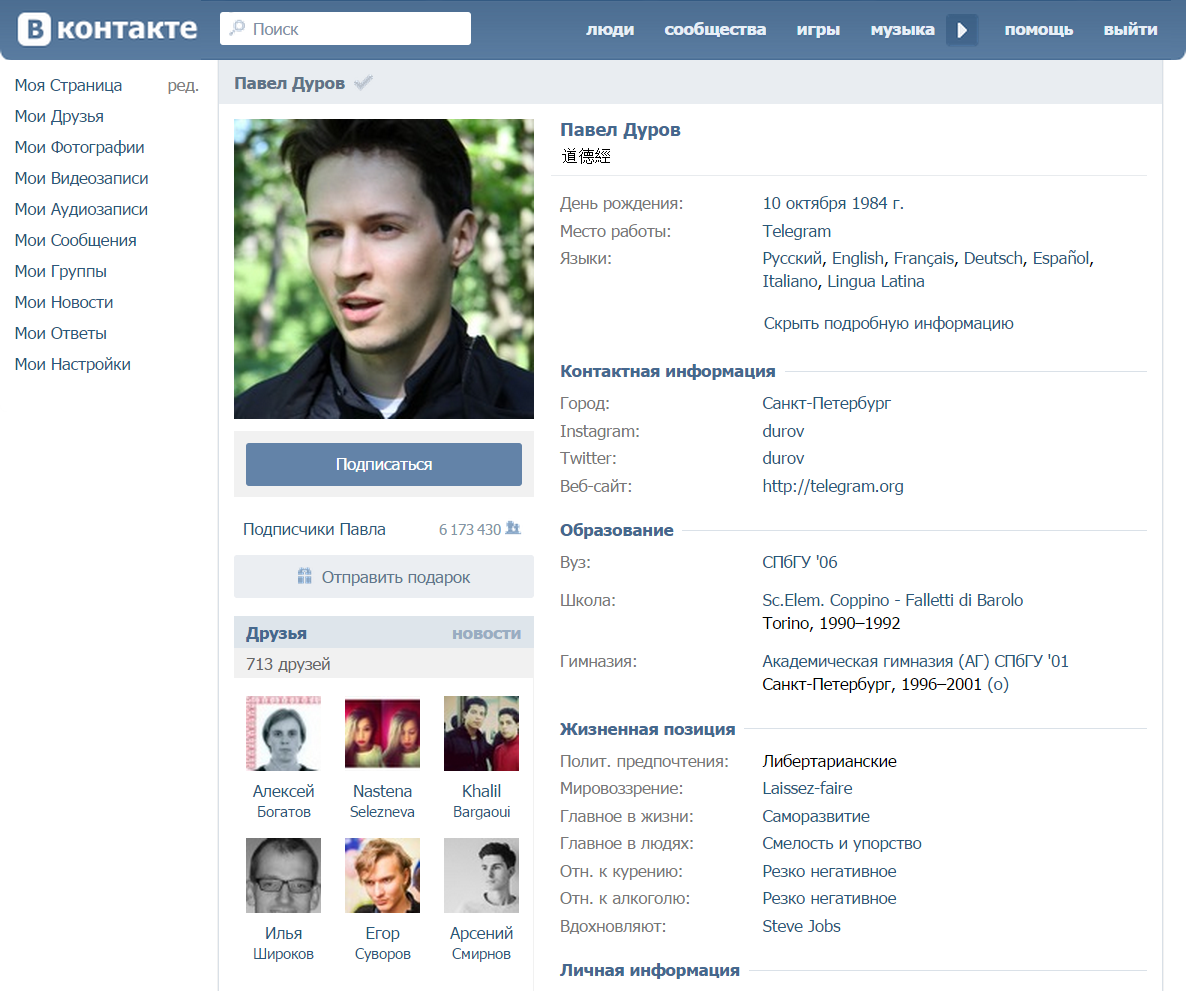 В контакте
Поиск
люди сообщества игры музыка помощь выйти
Моя Страница ред.
Мои Друзья
Мои Фотографии
Мои Видеозаписи
Мои Аудиозаписи
Мои Сообщения
Мои Группы
Мои Новости
Мои Ответы
Мои Настройки
Павел Дуров
Подписаться
Подписчики Павла 6 173 430
Отправить подарок
Друзья новости
713 друзей
Алексей Nastena Khalil
Богатов Selezneva Bargaoui
Илья Егор Арсений
Широков Суворов Смирнов
Павел Дуров
道德經
День рождения: 10 октября 1984 г.
Место работы: Telegram
Языки: Русский, English, Français, Deutsch, Español,
Italiano, Lingua Latina
Скрыть подробную информацию
Контактная информация
Город: Санкт-Петербург
Instagram: durov
Twitter: durov
Веб-сайт: http://telegram.org
Образование
Вуз: СПбГУ '06
Школа: Sc.Elem. Coppino - Falletti di Barolo
Torino, 1990–1992
Гимназия: Академическая гимназия (АГ) СПбГУ '01
Санкт-Петербург, 1996–2001 (о)
Жизненная позиция
Полит. предпочтения: Либертарианские
Мировоззрение: Laissez-faire
Главное в жизни: Саморазвитие
Главное в людях: Смелость и упорство
Отн. к курению: Резко негативное
Отн. к алкоголю: Резко негативное
Вдохновляют: Steve Jobs
Личная информация